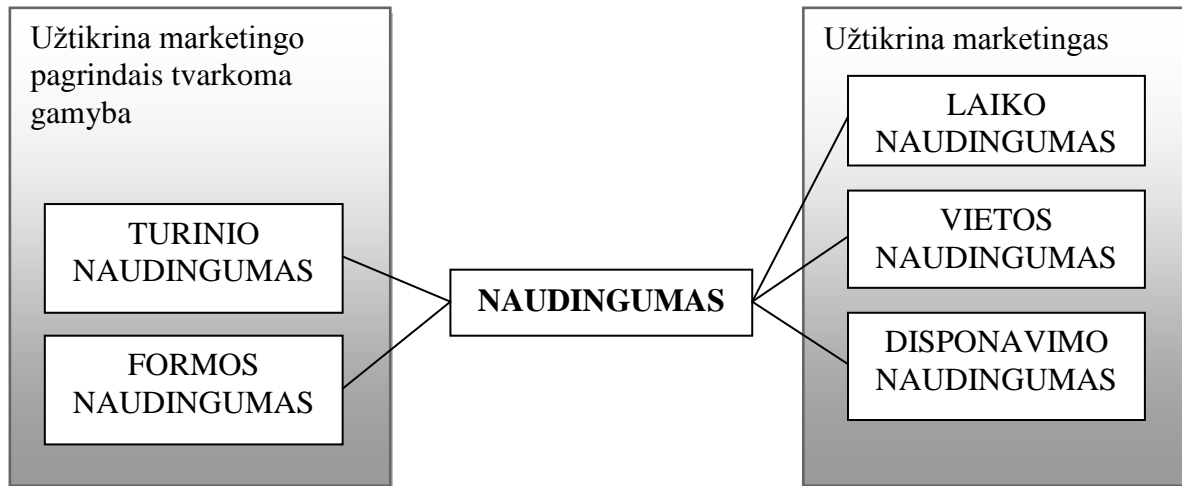 Užtikrina marketingo
pagrindais tvarkoma
gamyba
TURINIO
NAUDINGUMAS
FORMOS
NAUDINGUMAS
NAUDINGUMAS
Užtikrina marketingas
LAIKO
NAUDINGUMAS
VIETOS
NAUDINGUMAS
DISPONAVIMO
NAUDINGUMAS